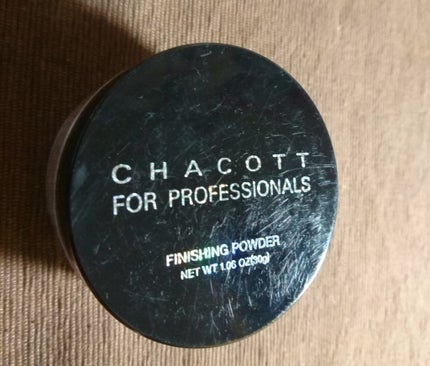 CHACOTT
FOR PROFESSIONALS
FINISHING POWDER
NET WT 1.06 OZ(30g)